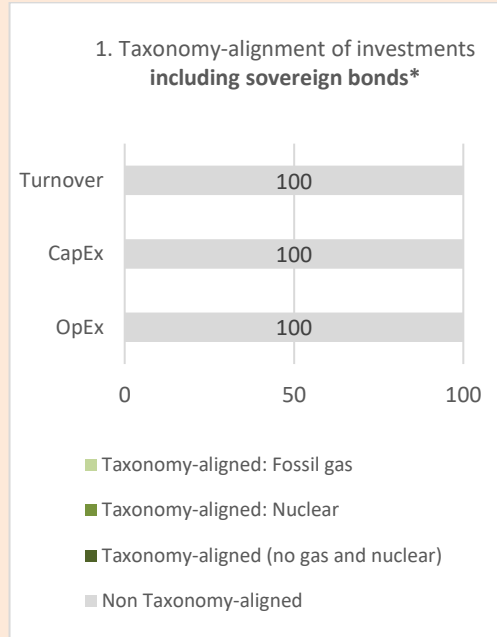 1. Taxonomy-alignment of investments
including sovereign bonds*
Turnover
100
CapEx
100
OpEx
100
0 50 100
Taxonomy-aligned: Fossil gas
Taxonomy-aligned: Nuclear
Taxonomy-aligned (no gas and nuclear)
Non Taxonomy-aligned